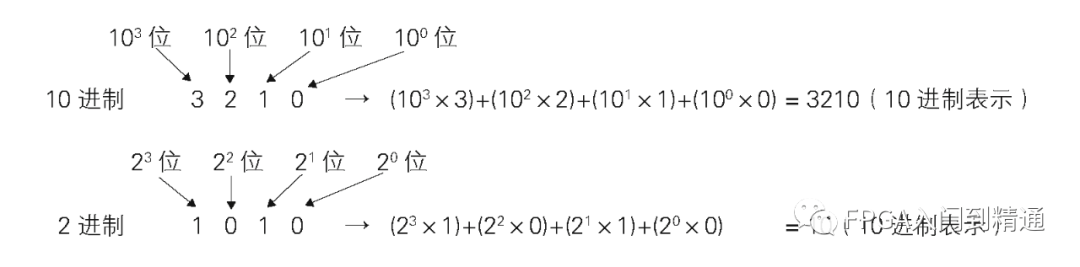 10³ 位 10² 位 10¹ 位 10⁰ 位
10 进制 3 2 1 0 → (10³×3)+(10²×2)+(10¹×1)+(10⁰×0) = 3210（10 进制表示）
2³ 位 2² 位 2¹ 位 2⁰ 位
2 进制 1 0 1 0 → (2³×1)+(2²×0)+(2¹×1)+(2⁰×0) = （10 进制表示）
FPGA 到精通